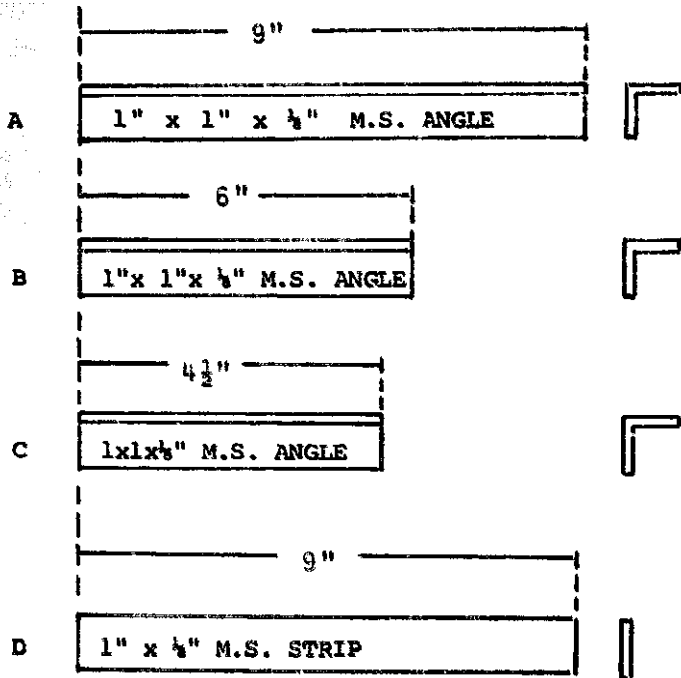 9"
A 1" x 1" x ⅛" M.S. ANGLE
6"
B 1"x 1"x ⅛" M.S. ANGLE
4½"
C 1x1x⅛" M.S. ANGLE
9"
D 1" x ⅛" M.S. STRIP